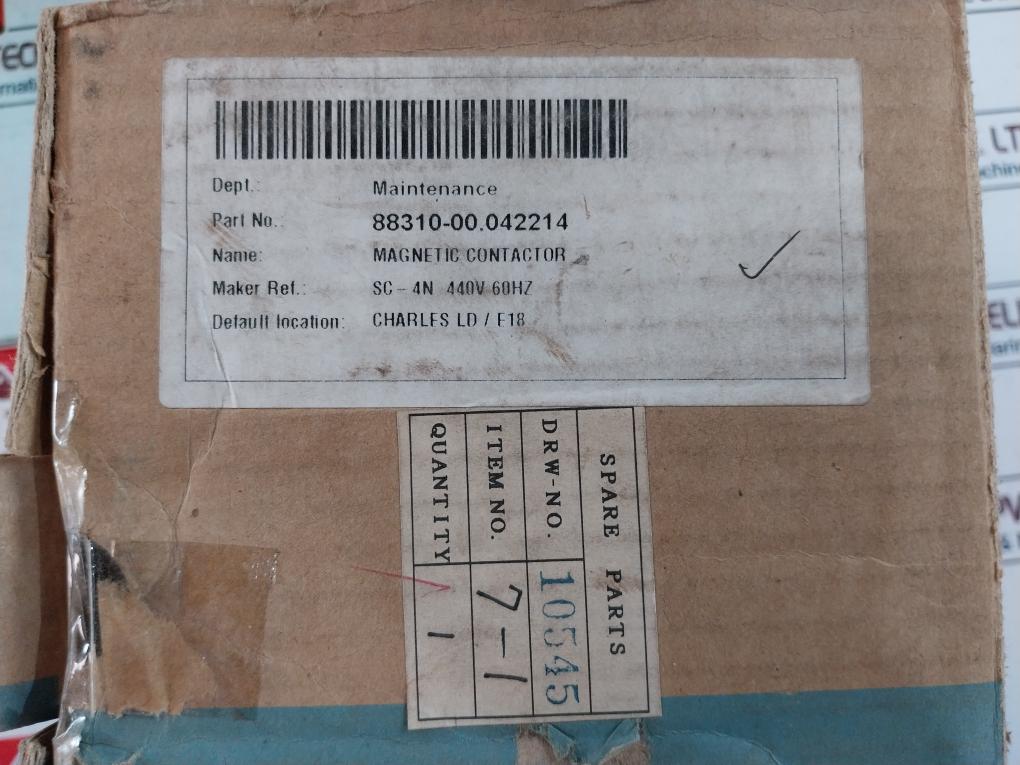 Dept.: Maintenance
Part No.: 88310-00.042214
Name: MAGNETIC CONTACTOR
Maker Ref.: SC - 4N 440V 60HZ
Default location: CHARLES LD / E18
SPARE PARTS
DRW-NO. 10545
ITEM NO. 7-1
QUANTITY 1
LT